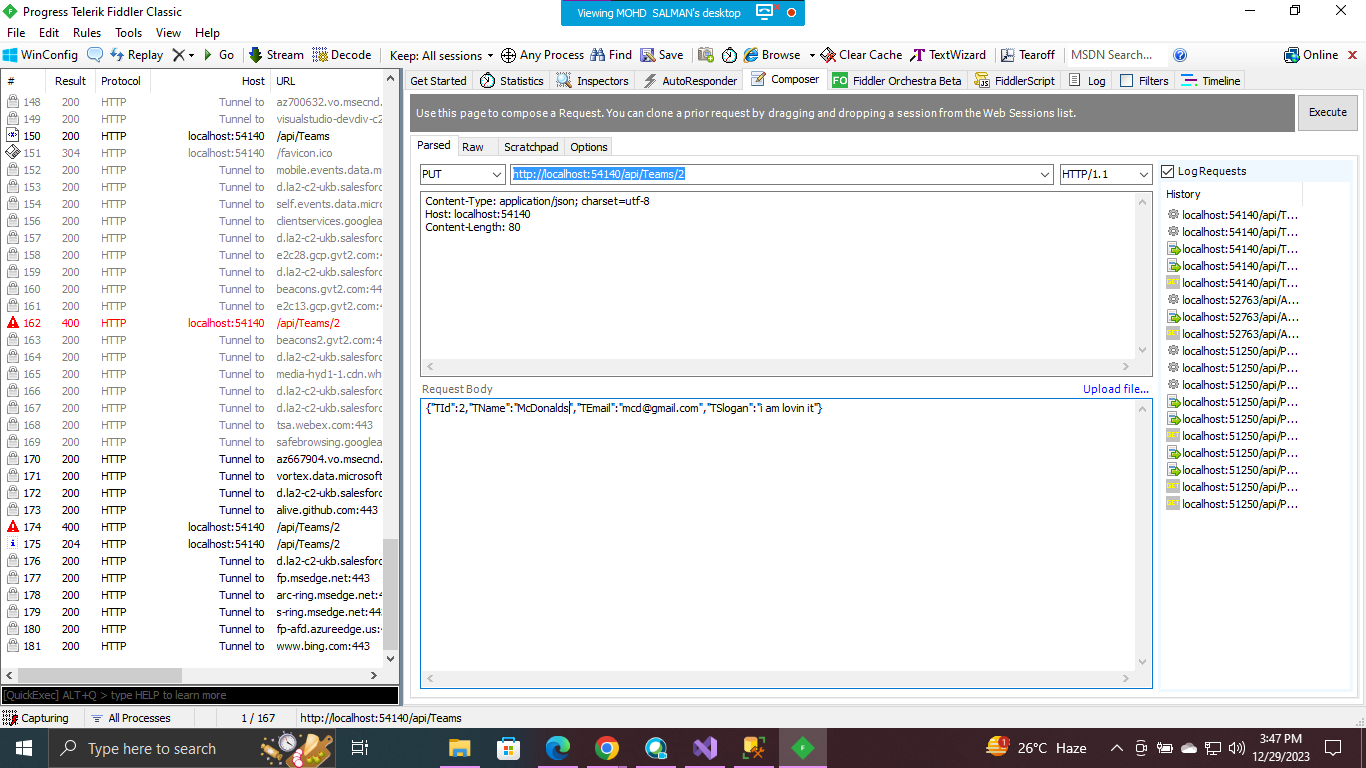 Progress Telerik Fiddler Classic
Viewing MOHD SALMAN's desktop
File Edit Rules Tools View Help
WinConfig Replay Go Stream Decode Keep: All sessions Any Process Find Save Browse Clear Cache TextWizard Tearoff MSDN Search... Online
# Result Protocol Host URL
148 200 HTTP Tunnel to az700632.vo.msecnd.
149 200 HTTP Tunnel to visualstudio-devdiv-c2
150 200 HTTP localhost:54140 /api/Teams
151 304 HTTP localhost:54140 /favicon.ico
152 200 HTTP Tunnel to mobile.events.data.m
153 200 HTTP Tunnel to d.la2-c2-ukb.salesforc
154 200 HTTP Tunnel to self.events.data.micro
156 200 HTTP Tunnel to clientservices.googlea
157 200 HTTP Tunnel to d.la2-c2-ukb.salesforc
158 200 HTTP Tunnel to e2c28.gcp.gvt2.com:4
159 200 HTTP Tunnel to d.la2-c2-ukb.salesforc
160 200 HTTP Tunnel to beacons.gvt2.com:44
161 200 HTTP Tunnel to e2c13.gcp.gvt2.com:4
162 400 HTTP localhost:54140 /api/Teams/2
163 200 HTTP Tunnel to beacons2.gvt2.com:4
164 200 HTTP Tunnel to d.la2-c2-ukb.salesforc
165 200 HTTP Tunnel to media-hyd1-1.cdn.wh
166 200 HTTP Tunnel to d.la2-c2-ukb.salesforc
167 200 HTTP Tunnel to d.la2-c2-ukb.salesforc
168 200 HTTP Tunnel to tsa.webex.com:443
169 200 HTTP Tunnel to safebrowsing.googlea
170 200 HTTP Tunnel to az667904.vo.msecnd.
171 200 HTTP Tunnel to vortex.data.microsoft
172 200 HTTP Tunnel to d.la2-c2-ukb.salesforc
173 200 HTTP Tunnel to alive.github.com:443
174 400 HTTP localhost:54140 /api/Teams/2
175 204 HTTP localhost:54140 /api/Teams/2
176 200 HTTP Tunnel to d.la2-c2-ukb.salesforc
177 200 HTTP Tunnel to fp.msedge.net:443
178 200 HTTP Tunnel to arc-ring.msedge.net:4
179 200 HTTP Tunnel to s-ring.msedge.net:44
180 200 HTTP Tunnel to fp-afd.azureedge.us:4
181 200 HTTP Tunnel to www.bing.com:443
[QuickExec] ALT+Q > type HELP to learn more
Get Started Statistics Inspectors AutoResponder Composer FO Fiddler Orchestra Beta FiddlerScript Log Filters Timeline
Use this page to compose a Request. You can clone a prior request by dragging and dropping a session from the Web Sessions list.
Execute
Parsed Raw Scratchpad Options
PUT http://localhost:54140/api/Teams/2 HTTP/1.1
Content-Type: application/json; charset=utf-8
Host: localhost:54140
Content-Length: 80
Request Body Upload file...
{"TId":2,"TName":"McDonalds","TEmail":"mcd@gmail.com","TSlogan":"i am lovin it"}
Log Requests
History
localhost:54140/api/T...
localhost:54140/api/T...
localhost:54140/api/T...
localhost:54140/api/T...
localhost:54140/api/T...
localhost:52763/api/A...
localhost:52763/api/A...
localhost:52763/api/A...
localhost:51250/api/P...
localhost:51250/api/P...
localhost:51250/api/P...
localhost:51250/api/P...
localhost:51250/api/P...
localhost:51250/api/P...
localhost:51250/api/P...
localhost:51250/api/P...
localhost:51250/api/P...
localhost:51250/api/P...
Capturing All Processes 1 / 167 http://localhost:54140/api/Teams
Type here to search
26°C Haze
3:47 PM
12/29/2023